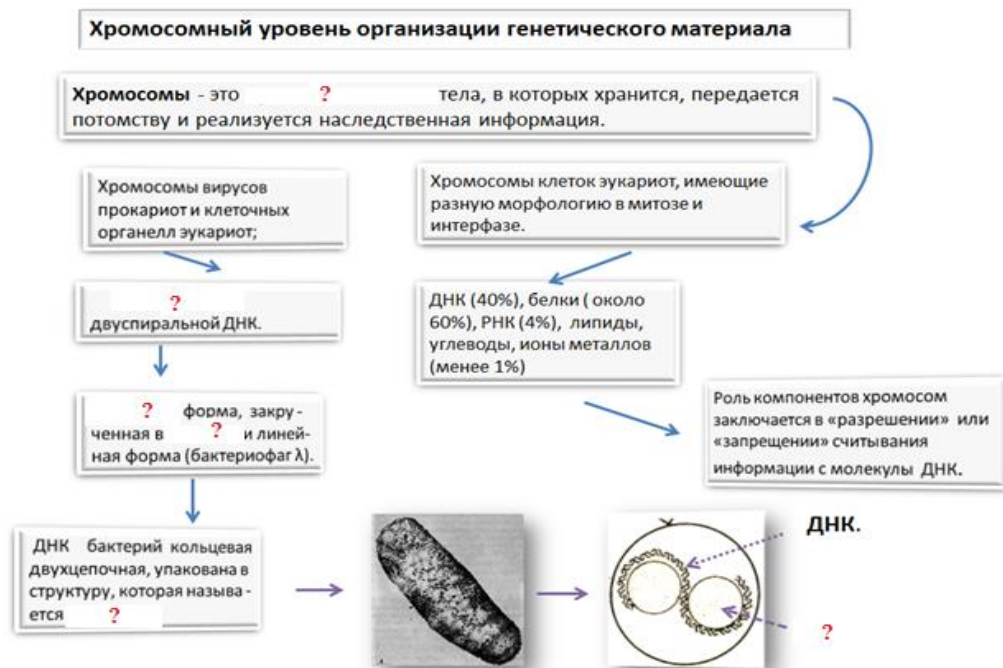 Хромосомный уровень организации генетического материала
Хромосомы - это ? тела, в которых хранится, передается
потомству и реализуется наследственная информация.
Хромосомы вирусов
прокариот и клеточных
органелл эукариот;
Хромосомы клеток эукариот, имеющие
разную морфологию в митозе и
интерфазе.
?
двуспиральной ДНК.
ДНК (40%), белки ( около
60%), РНК (4%), липиды,
углеводы, ионы металлов
(менее 1%)
? форма, закру -
ченная в ? и линей-
ная форма (бактериофаг λ).
Роль компонентов хромосом
заключается в «разрешении» или
«запрещении» считывания
информации с молекулы ДНК.
ДНК бактерий кольцевая
двухцепочная, упакована в
структуру, которая называ -
ется ?
ДНК.
?